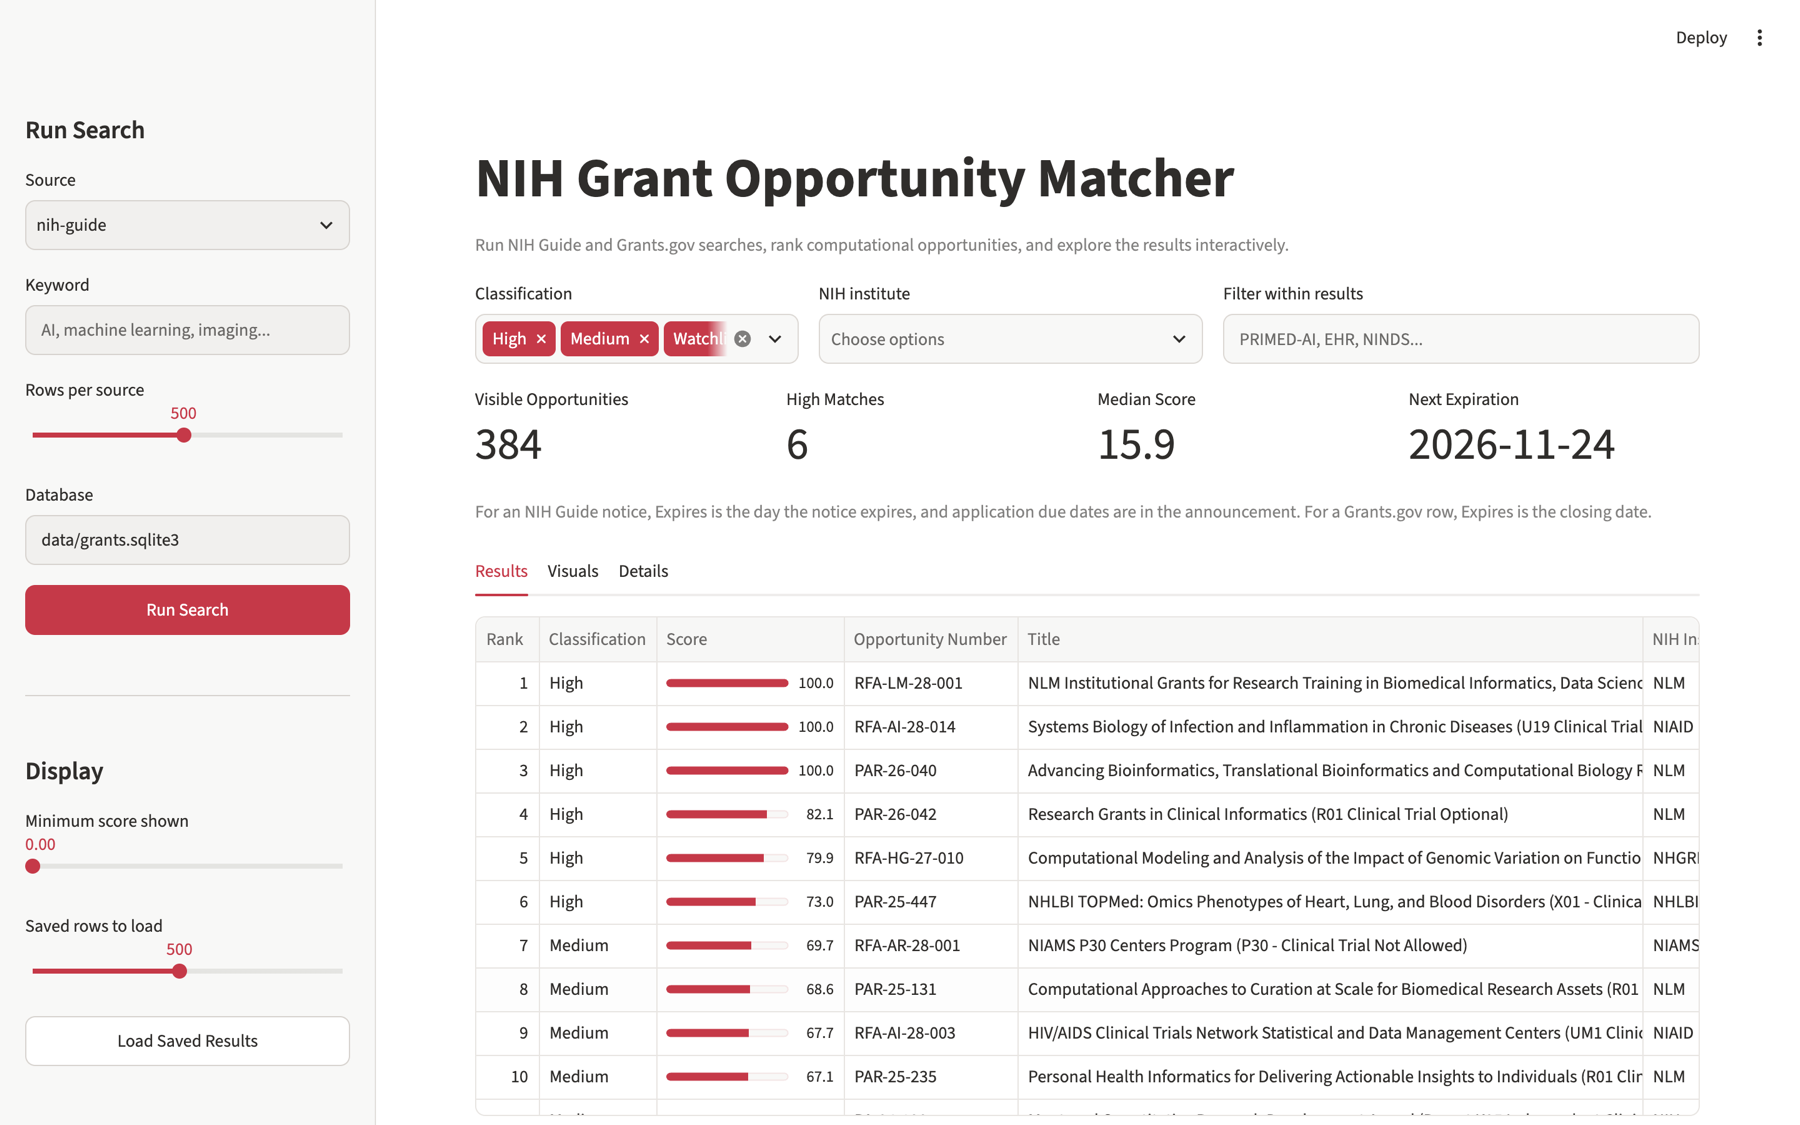 Deploy
Run Search
Source
nih-guide
Keyword
AI, machine learning, imaging...
Rows per source
500
Database
data/grants.sqlite3
Run Search
Display
Minimum score shown
0.00
Saved rows to load
500
Load Saved Results
NIH Grant Opportunity Matcher
Run NIH Guide and Grants.gov searches, rank computational opportunities, and explore the results interactively.
Classification NIH institute Filter within results
High Medium Watchli Choose options PRIMED-AI, EHR, NINDS...
Visible Opportunities High Matches Median Score Next Expiration
384 6 15.9 2026-11-24
For an NIH Guide notice, Expires is the day the notice expires, and application due dates are in the announcement. For a Grants.gov row, Expires is the closing date.
Results Visuals Details
Rank Classification Score Opportunity Number Title NIH In
1 High 100.0 RFA-LM-28-001 NLM Institutional Grants for Research Training in Biomedical Informatics, Data Scienc NLM
2 High 100.0 RFA-AI-28-014 Systems Biology of Infection and Inflammation in Chronic Diseases (U19 Clinical Trial NIAID
3 High 100.0 PAR-26-040 Advancing Bioinformatics, Translational Bioinformatics and Computational Biology R NLM
4 High 82.1 PAR-26-042 Research Grants in Clinical Informatics (R01 Clinical Trial Optional) NLM
5 High 79.9 RFA-HG-27-010 Computational Modeling and Analysis of the Impact of Genomic Variation on Functio NHGRI
6 High 73.0 PAR-25-447 NHLBI TOPMed: Omics Phenotypes of Heart, Lung, and Blood Disorders (X01 - Clinica NHLBI
7 Medium 69.7 RFA-AR-28-001 NIAMS P30 Centers Program (P30 - Clinical Trial Not Allowed) NIAMS
8 Medium 68.6 PAR-25-131 Computational Approaches to Curation at Scale for Biomedical Research Assets (R01 NLM
9 Medium 67.7 RFA-AI-28-003 HIV/AIDS Clinical Trials Network Statistical and Data Management Centers (UM1 Clinic NIAID
10 Medium 67.1 PAR-25-235 Personal Health Informatics for Delivering Actionable Insights to Individuals (R01 Clin NLM